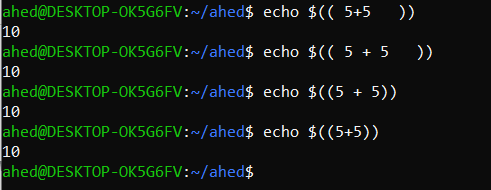 ahed@DESKTOP-OK5G6FV:~/ahed$ echo $(( 5+5   ))
10
ahed@DESKTOP-OK5G6FV:~/ahed$ echo $(( 5 + 5   ))
10
ahed@DESKTOP-OK5G6FV:~/ahed$ echo $((5 + 5))
10
ahed@DESKTOP-OK5G6FV:~/ahed$ echo $((5+5))
10
ahed@DESKTOP-OK5G6FV:~/ahed$